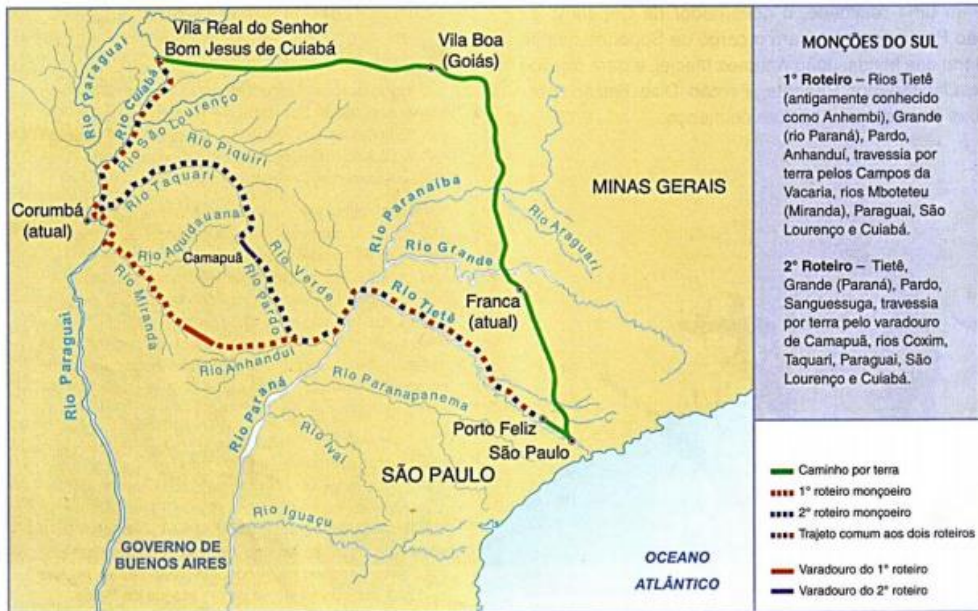 Vila Real do Senhor
Bom Jesus de Cuiabá
Vila Boa
(Goiás)
Rio Paraguai
Rio Cuiabá
Rio São Lourenço
Rio Piquiri
Rio Taquari
Corumbá
(atual)
Rio Aquidauana
Camapuã
Rio Verde
Rio Pardo
Rio Miranda
Rio Anhanduí
Rio Paraguai
Rio Paranaíba
Rio Araguari
Rio Grande
MINAS GERAIS
Franca
(atual)
Rio Tietê
Rio Paraná
Rio Paranapanema
Porto Feliz
São Paulo
Rio Ivaí
SÃO PAULO
Rio Iguaçu
GOVERNO DE
BUENOS AIRES
OCEANO
ATLÂNTICO
MONÇÕES DO SUL
1º Roteiro – Rios Tietê
(antigamente conhecido
como Anhembi), Grande
(rio Paraná), Pardo,
Anhanduí, travessia por
terra pelos Campos da
Vacaria, rios Mboteteu
(Miranda), Paraguai, São
Lourenço e Cuiabá.
2º Roteiro – Tietê,
Grande (Paraná), Pardo,
Sanguessuga, travessia
por terra pelo varadouro
de Camapuã, rios Coxim,
Taquari, Paraguai, São
Lourenço e Cuiabá.
Caminho por terra
1º roteiro monçoeiro
2º roteiro monçoeiro
Trajeto comum aos dois roteiros
Varadouro do 1º roteiro
Varadouro do 2º roteiro